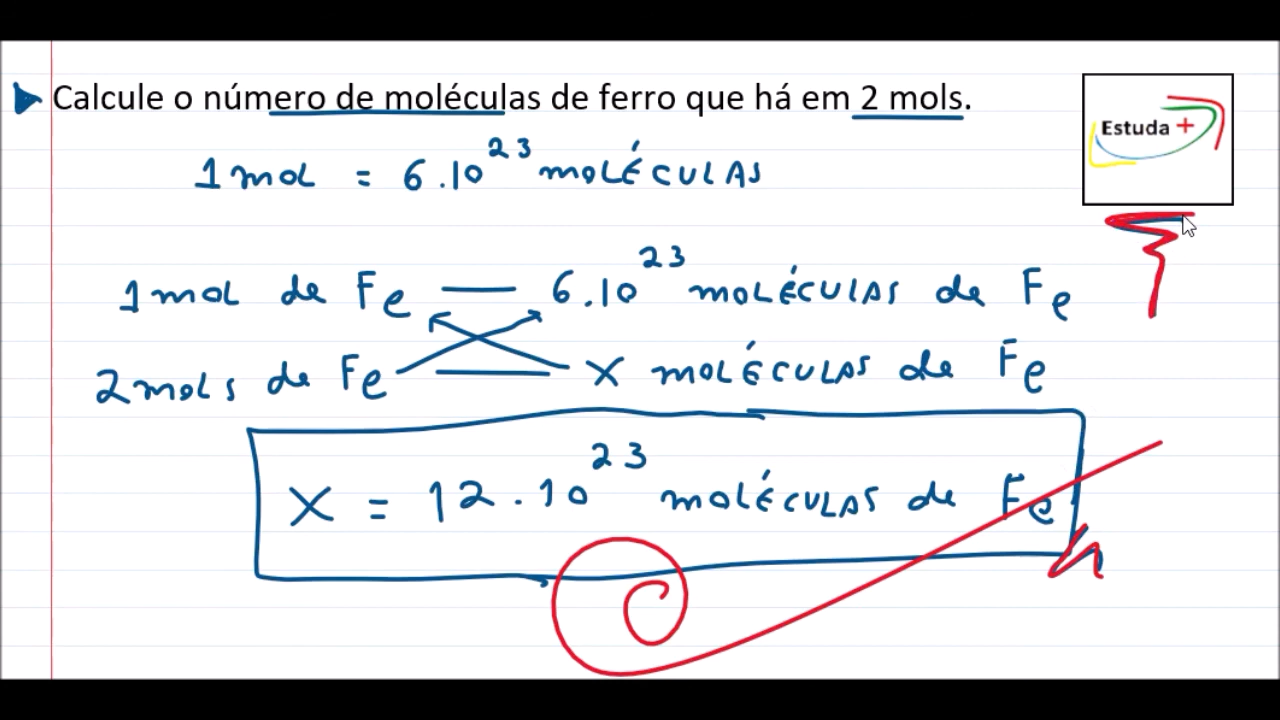 Calcule o número de moléculas de ferro que há em 2 mols.
Estuda +
1 mol = 6.10²³ moLÉCULAS
1 mol de Fe — 6.10²³ moLÉCULAS de Fe
2 moLs de Fe — X moLÉCULAS de Fe
X = 12.10²³ moLÉCULAS de Fe